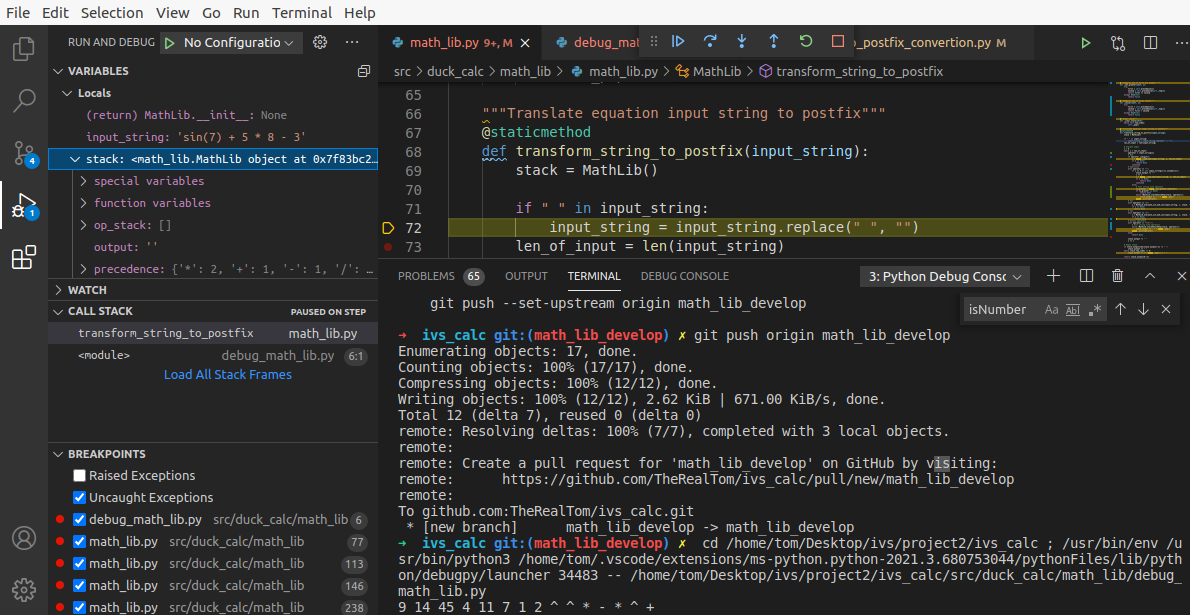 File Edit Selection View Go Run Terminal Help
RUN AND DEBUG No Configuratio
VARIABLES
Locals
(return) MathLib.__init__: None
input_string: 'sin(7) + 5 * 8 - 3'
stack: <math_lib.MathLib object at 0x7f83bc2…
special variables
function variables
op_stack: []
output: ''
precedence: {'*': 2, '+': 1, '-': 1, '/': …
WATCH
CALL STACK PAUSED ON STEP
transform_string_to_postfix math_lib.py
<module> debug_math_lib.py 6:1
Load All Stack Frames
BREAKPOINTS
Raised Exceptions
Uncaught Exceptions
debug_math_lib.py src/duck_calc/math_lib 6
math_lib.py src/duck_calc/math_lib 77
math_lib.py src/duck_calc/math_lib 113
math_lib.py src/duck_calc/math_lib 146
math_lib.py src/duck_calc/math_lib 238
4
1
math_lib.py 9+, M debug_mat _postfix_convertion.py M
src > duck_calc > math_lib > math_lib.py > MathLib > transform_string_to_postfix
65
66 """Translate equation input string to postfix"""
67 @staticmethod
68 def transform_string_to_postfix(input_string):
69 stack = MathLib()
70
71 if " " in input_string:
72 input_string = input_string.replace(" ", "")
73 len_of_input = len(input_string)
PROBLEMS 65 OUTPUT TERMINAL DEBUG CONSOLE 3: Python Debug Consc
isNumber Aa Abl .*
git push --set-upstream origin math_lib_develop
➜ ivs_calc git:(math_lib_develop) ✗ git push origin math_lib_develop
Enumerating objects: 17, done.
Counting objects: 100% (17/17), done.
Compressing objects: 100% (12/12), done.
Writing objects: 100% (12/12), 2.62 KiB | 671.00 KiB/s, done.
Total 12 (delta 7), reused 0 (delta 0)
remote: Resolving deltas: 100% (7/7), completed with 3 local objects.
remote:
remote: Create a pull request for 'math_lib_develop' on GitHub by visiting:
remote: https://github.com/TheRealTom/ivs_calc/pull/new/math_lib_develop
remote:
To github.com:TheRealTom/ivs_calc.git
* [new branch] math_lib_develop -> math_lib_develop
➜ ivs_calc git:(math_lib_develop) ✗ cd /home/tom/Desktop/ivs/project2/ivs_calc ; /usr/bin/env /u
sr/bin/python3 /home/tom/.vscode/extensions/ms-python.python-2021.3.680753044/pythonFiles/lib/pyth
on/debugpy/launcher 34483 -- /home/tom/Desktop/ivs/project2/ivs_calc/src/duck_calc/math_lib/debug_
math_lib.py
9 14 45 4 11 7 1 2 ^ ^ * - * ^ +